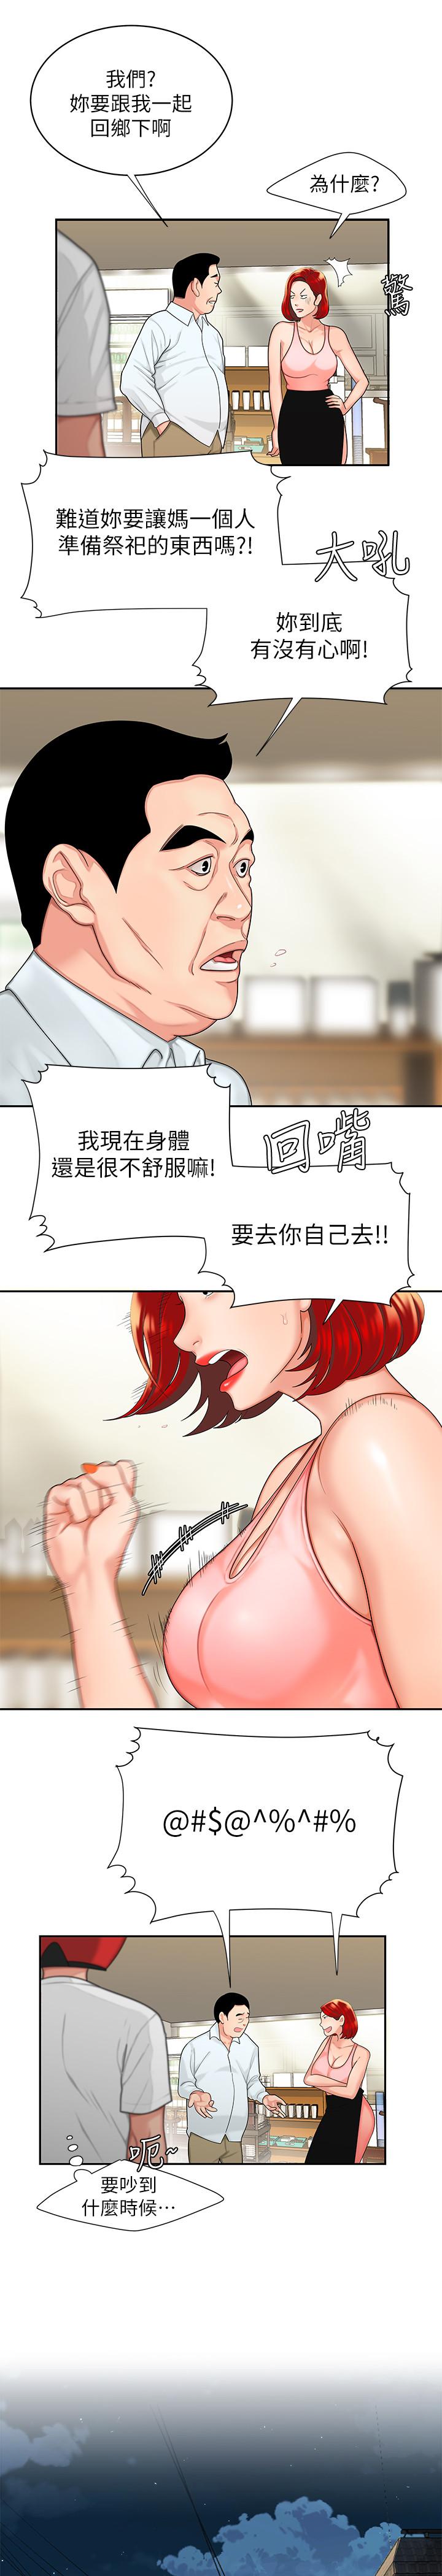 我們?
妳要跟我一起
回鄉下啊
為什麼?
驚
難道妳要讓媽一個人
準備祭祀的東西嗎?!
大吼
妳到底
有沒有心啊!
我現在身體
還是很不舒服嘛!
回嘴
要去你自己去!!
@#$@^%^#%
呃~
要吵到
什麼時候…